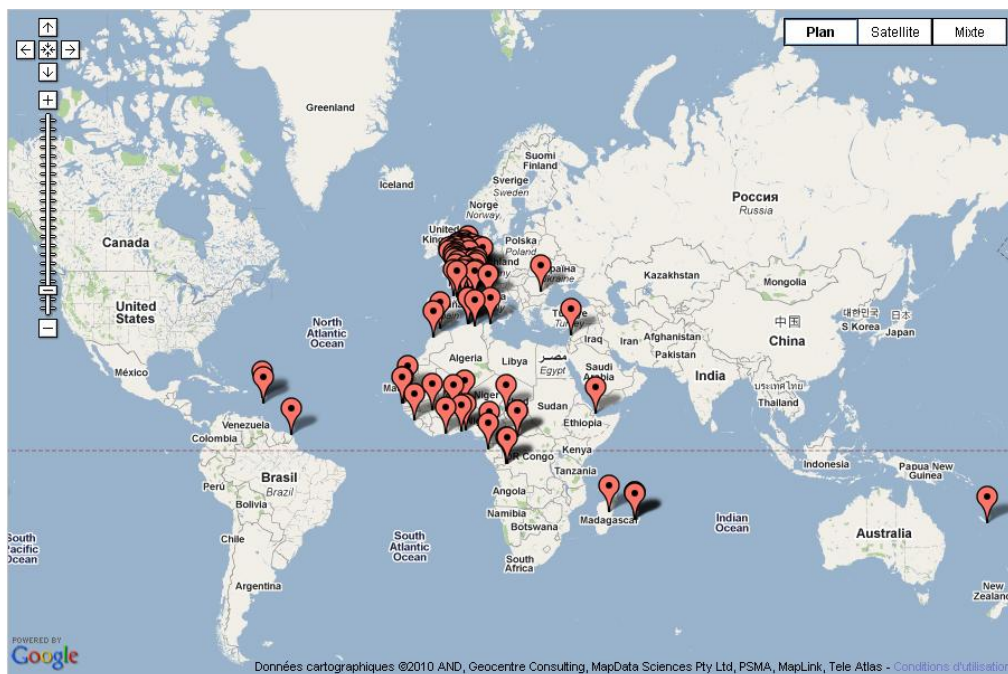 Plan Satellite Mixte
Greenland
Iceland
Suomi
Finland
Sverige
Sweden
Norge
Norway
Россия
Russia
United
Polska
Poland
Canada
Kazakhstan
Mongolia
United
States
North
Atlantic
Ocean
中国
China
대한민국
S Korea
日本
Japan
Turkey
Iraq
Iran
Afghanistan
Pakistan
Algeria
Libya
مصر
Egypt
Saudi
Arabia
India
México
ประเทศไทย
Thailand
Niger
Sudan
Ethiopia
Venezuela
Colombia
DR Congo
Kenya
Tanzania
Indonesia
Papua New
Guinea
Brasil
Brazil
Perú
Bolivia
Angola
Namibia
Botswana
Madagascar
Chile
South
Pacific
Ocean
South
Atlantic
Ocean
Indian
Ocean
Australia
South
Africa
Argentina
New
Zealand
POWERED BY
Google
Données cartographiques ©2010 AND, Geocentre Consulting, MapData Sciences Pty Ltd, PSMA, MapLink, Tele Atlas - Conditions d'utilisation